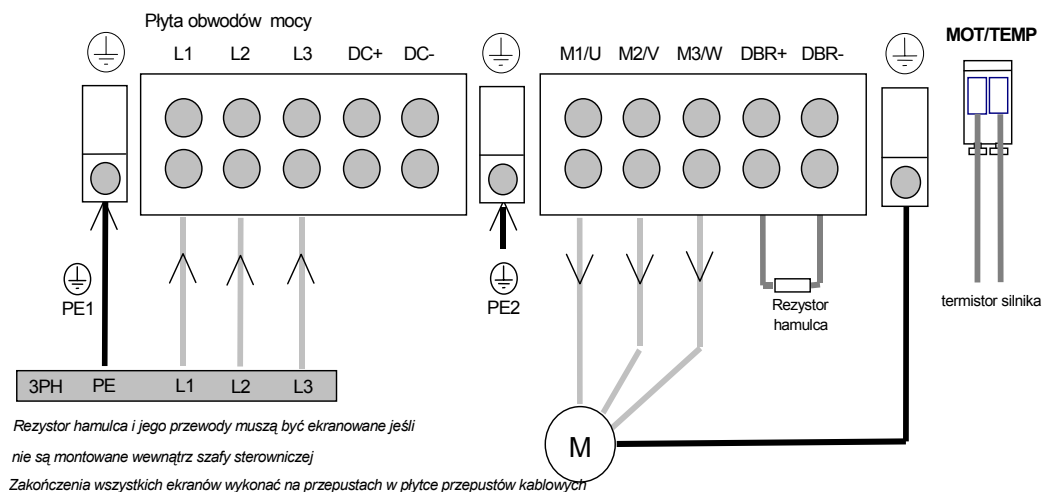 Płyta obwodów mocy
MOT/TEMP
L1 L2 L3 DC+ DC-
M1/U M2/V M3/W DBR+ DBR-
PE1
PE2
Rezystor
hamulca
termistor silnika
3PH PE L1 L2 L3
M
Rezystor hamulca i jego przewody muszą być ekranowane jeśli
nie są montowane wewnątrz szafy sterowniczej
Zakończenia wszystkich ekranów wykonać na przepustach w płytce przepustów kablowych